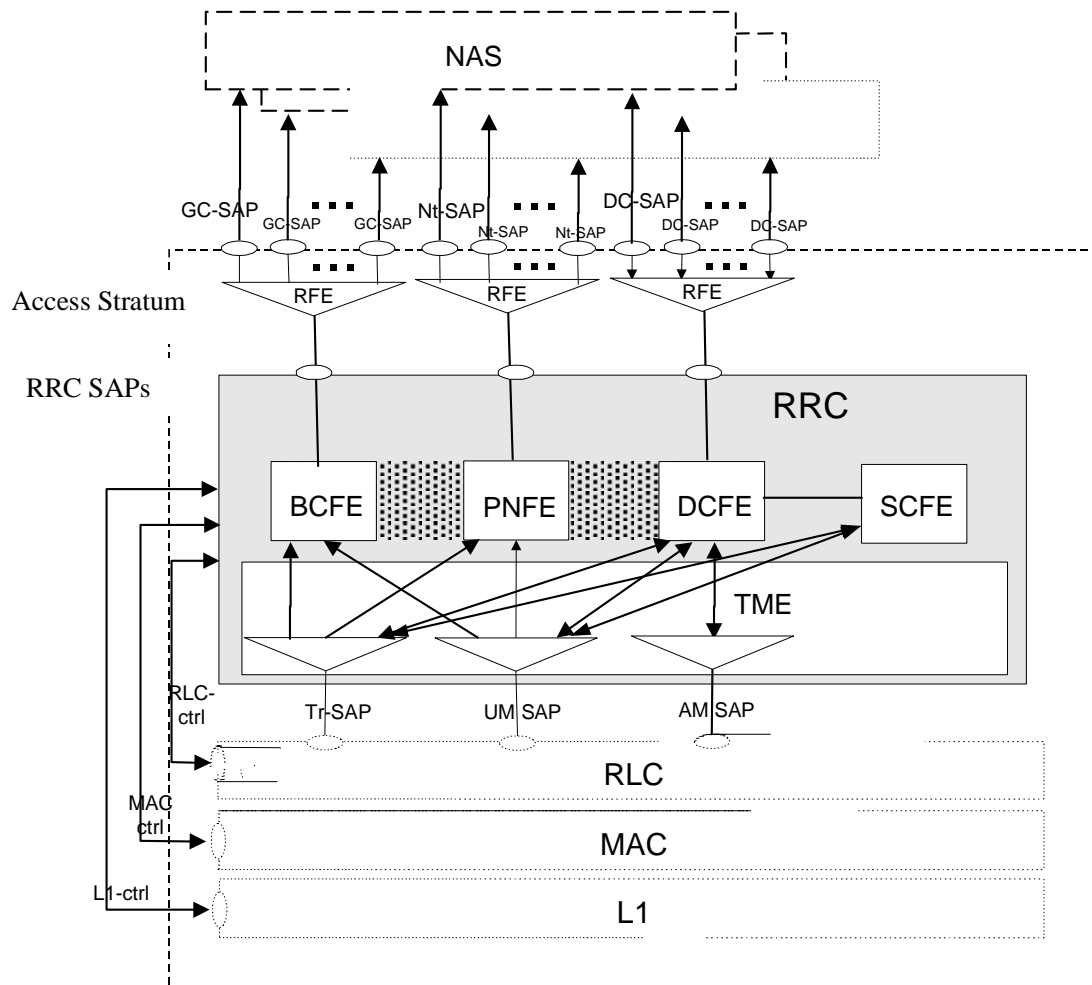 NAS
GC-SAP
GC-SAP
GC-SAP
Nt-SAP
Nt-SAP
Nt-SAP
DC-SAP
DC-SAP
DC-SAP
Access Stratum
RFE
RFE
RFE
RRC SAPs
RRC
BCFE
PNFE
DCFE
SCFE
TME
RLC-
ctrl
Tr-SAP
UM SAP
AM SAP
RLC
MAC
ctrl
MAC
L1-ctrl
L1